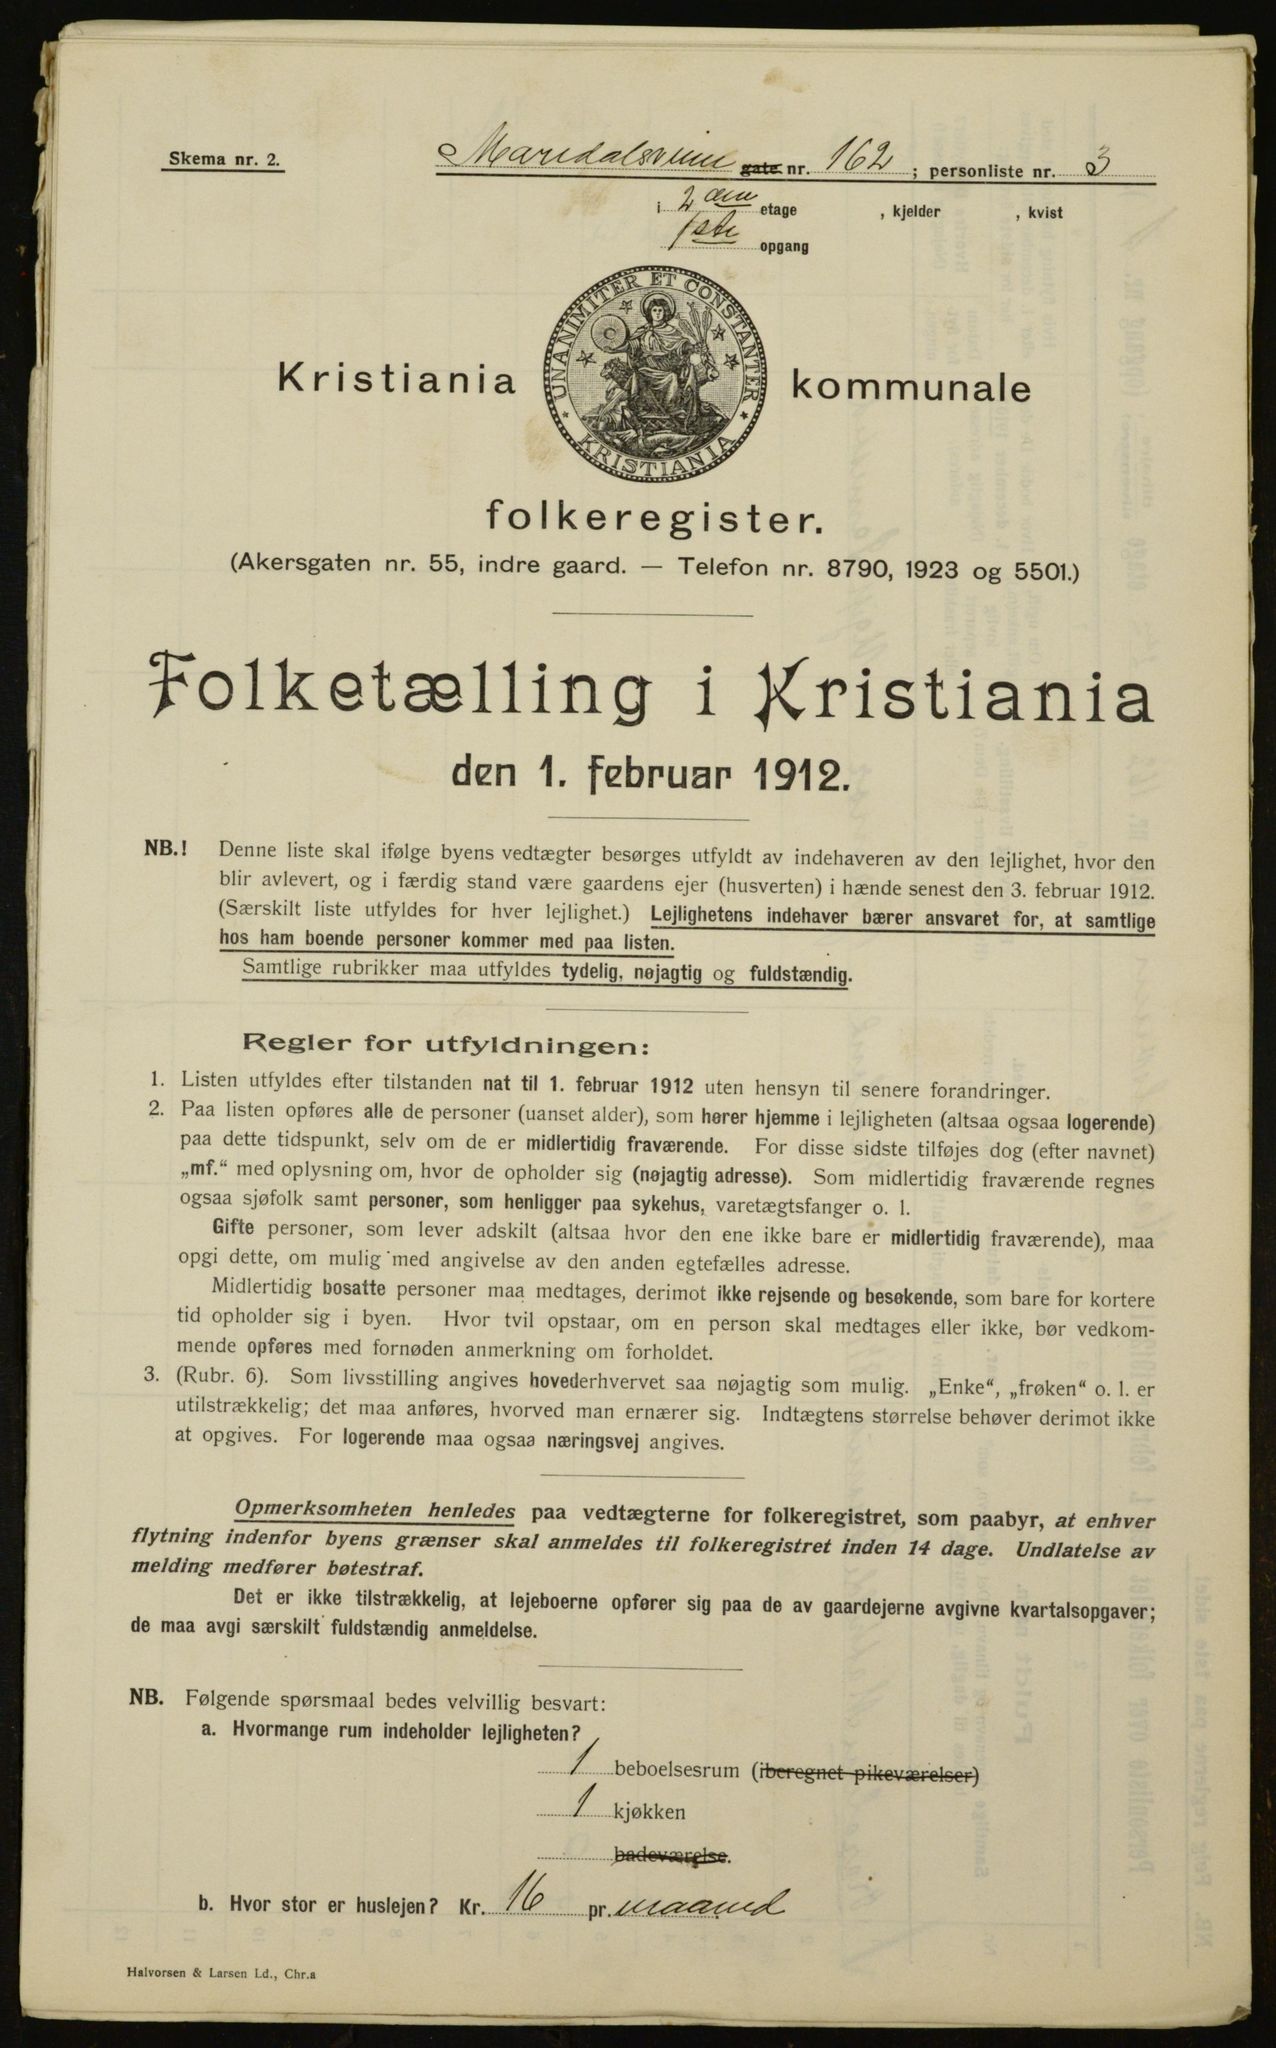 Skema nr. 2.
Maridalsveien gate nr. 162 ; personliste nr. 3
i 2den etage , kjelder , kvist
1ste opgang
UNANIMITER ET CONSTANTER
KRISTIANIA
Kristiania kommunale
folkeregister.
(Akersgaten nr. 55, indre gaard. — Telefon nr. 8790, 1923 og 5501.)
Folketælling i Kristiania
den 1. februar 1912.
NB.! Denne liste skal ifølge byens vedtægter besørges utfyldt av indehaveren av den lejlighet, hvor den
blir avlevert, og i færdig stand være gaardens ejer (husverten) i hænde senest den 3. februar 1912.
(Særskilt liste utfyldes for hver lejlighet.) Lejlighetens indehaver bærer ansvaret for, at samtlige
hos ham boende personer kommer med paa listen.
Samtlige rubrikker maa utfyldes tydelig, nøjagtig og fuldstændig.
Regler for utfyldningen:
1. Listen utfyldes efter tilstanden nat til 1. februar 1912 uten hensyn til senere forandringer.
2. Paa listen opføres alle de personer (uanset alder), som hører hjemme i lejligheten (altsaa ogsaa logerende)
paa dette tidspunkt, selv om de er midlertidig fraværende. For disse sidste tilføjes dog (efter navnet)
„mf.“ med oplysning om, hvor de opholder sig (nøjagtig adresse). Som midlertidig fraværende regnes
ogsaa sjøfolk samt personer, som henligger paa sykehus, varetægtsfanger o. l.
Gifte personer, som lever adskilt (altsaa hvor den ene ikke bare er midlertidig fraværende), maa
opgi dette, om mulig med angivelse av den anden egtefælles adresse.
Midlertidig bosatte personer maa medtages, derimot ikke rejsende og besøkende, som bare for kortere
tid opholder sig i byen. Hvor tvil opstaar, om en person skal medtages eller ikke, bør vedkom-
mende opføres med fornøden anmerkning om forholdet.
3. (Rubr. 6). Som livsstilling angives hovederhvervet saa nøjagtig som mulig. „Enke“, „frøken“ o. l. er
utilstrækkelig; det maa anføres, hvorved man ernærer sig. Indtægtens størrelse behøver derimot ikke
at opgives. For logerende maa ogsaa næringsvej angives.
Opmerksomheten henledes paa vedtægterne for folkeregistret, som paabyr, at enhver
flytning indenfor byens grænser skal anmeldes til folkeregistret inden 14 dage. Undlatelse av
melding medfører bøtestraf.
Det er ikke tilstrækkelig, at lejeboerne opfører sig paa de av gaardejerne avgivne kvartalsopgaver;
de maa avgi særskilt fuldstændig anmeldelse.
NB. Følgende spørsmaal bedes velvillig besvart:
a. Hvormange rum indeholder lejligheten?
1 beboelsesrum (iberegnet pikeværelser)
1 kjøkken
badeværelse.
b. Hvor stor er huslejen? Kr. 16 pr. maaned
Halvorsen & Larsen Ld., Chr.a